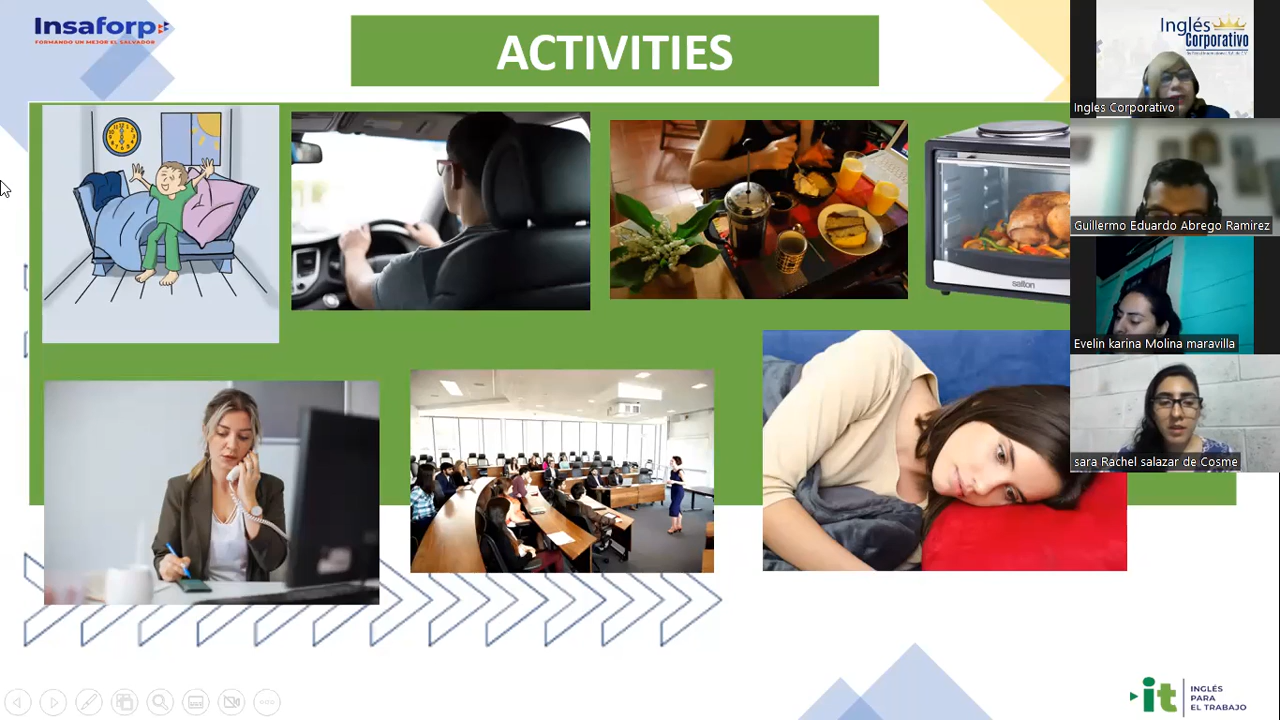 Insaforp
FORMANDO UN MEJOR EL SALVADOR
ACTIVITIES
Inglés
Corporativo
Ingles Corporativo
Guillermo Eduardo Abrego Ramirez
Evelin karina Molina maravilla
sara Rachel salazar de Cosme
salton
it
INGLÉS
PARA
EL TRABAJO